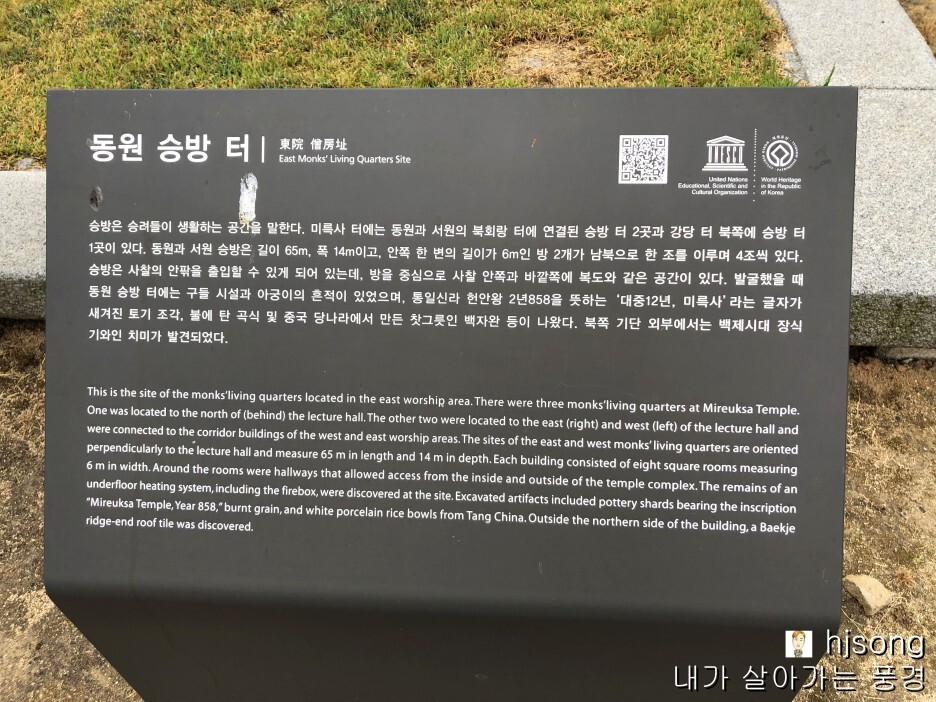 동원 승방 터
東院 僧房址
East Monks' Living Quarters Site
United Nations
Educational, Scientific and
Cultural Organization
World Heritage
in the Republic
of Korea
승방은 승려들이 생활하는 공간을 말한다. 미륵사 터에는 동원과 서원의 북회랑 터에 연결된 승방 터 2곳과 강당 터 북쪽에 승방 터
1곳이 있다. 동원과 서원 승방은 길이 65m, 폭 14m이고, 안쪽 한 변의 길이가 6m인 방 2개가 남북으로 한 조를 이루며 4조씩 있다.
승방은 사찰의 안팎을 출입할 수 있게 되어 있는데, 방을 중심으로 사찰 안쪽과 바깥쪽에 복도와 같은 공간이 있다. 발굴했을 때
동원 승방 터에는 구들 시설과 아궁이의 흔적이 있었으며, 통일신라 헌안왕 2년858을 뜻하는 ‘대중12년, 미륵사’라는 글자가
새겨진 토기 조각, 불에 탄 곡식 및 중국 당나라에서 만든 찻그릇인 백자완 등이 나왔다. 북쪽 기단 외부에서는 백제시대 장식
기와인 치미가 발견되었다.
This is the site of the monks'living quarters located in the east worship area. There were three monks'living quarters at Mireuksa Temple.
One was located to the north of (behind) the lecture hall. The other two were located to the east (right) and west (left) of the lecture hall and
were connected to the corridor buildings of the west and east worship areas. The sites of the east and west monks' living quarters are oriented
perpendicularly to the lecture hall and measure 65 m in length and 14 m in depth. Each building consisted of eight square rooms measuring
6 m in width. Around the rooms were hallways that allowed access from the inside and outside of the temple complex. The remains of an
underfloor heating system, including the firebox, were discovered at the site. Excavated artifacts included pottery shards bearing the inscription
"Mireuksa Temple, Year 858," burnt grain, and white porcelain rice bowls from Tang China. Outside the northern side of the building, a Baekje
ridge-end roof tile was discovered.
hjsong
내가 살아가는 풍경